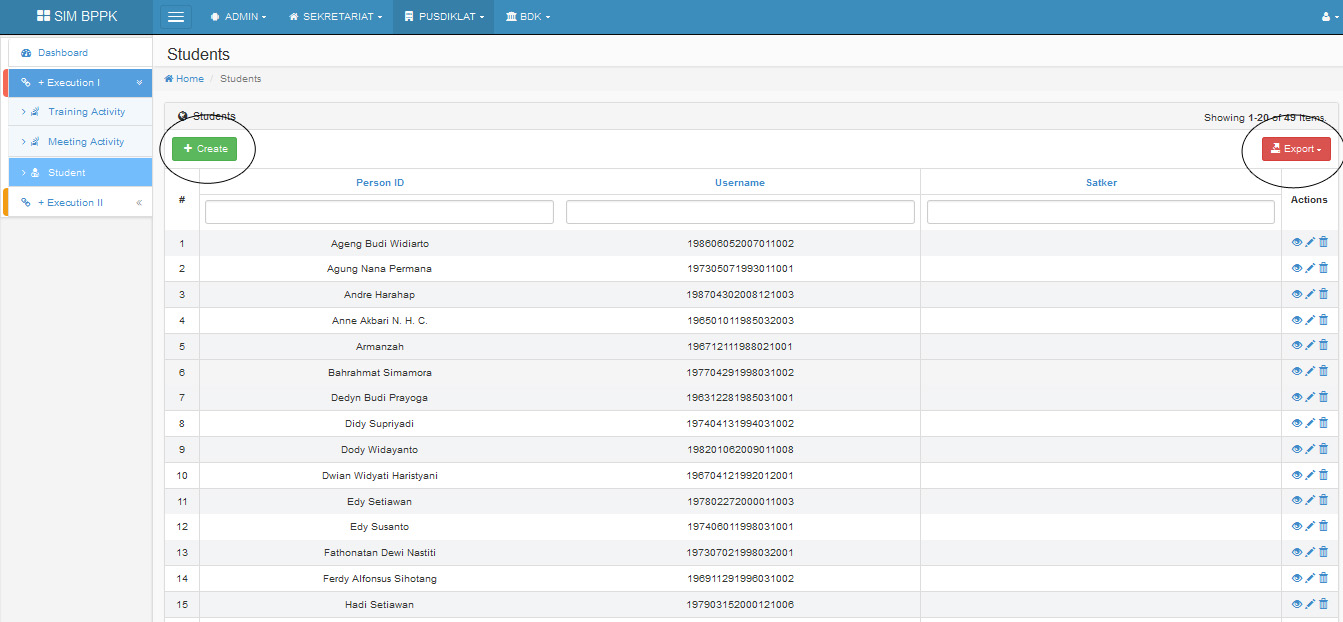 SIM BPPK ADMIN SEKRETARIAT PUSDIKLAT BDK
Dashboard
+ Execution I
Training Activity
Meeting Activity
Student
+ Execution II
Students
Home / Students
Students
Showing 1-20 of 49 items.
+ Create
Export
# Person ID Username Satker Actions
1 Ageng Budi Widiarto 198606052007011002
2 Agung Nana Permana 197305071993011001
3 Andre Harahap 198704302008121003
4 Anne Akbari N. H. C. 196501011985032003
5 Armanzah 196712111988021001
6 Bahrahmat Simamora 197704291998031002
7 Dedyn Budi Prayoga 196312281985031001
8 Didy Supriyadi 197404131994031002
9 Dody Widayanto 198201062009011008
10 Dwian Widyati Haristyani 196704121992012001
11 Edy Setiawan 197802272000011003
12 Edy Susanto 197406011998031001
13 Fathonatan Dewi Nastiti 197307021998032001
14 Ferdy Alfonsus Sihotang 196911291996031002
15 Hadi Setiawan 197903152000121006